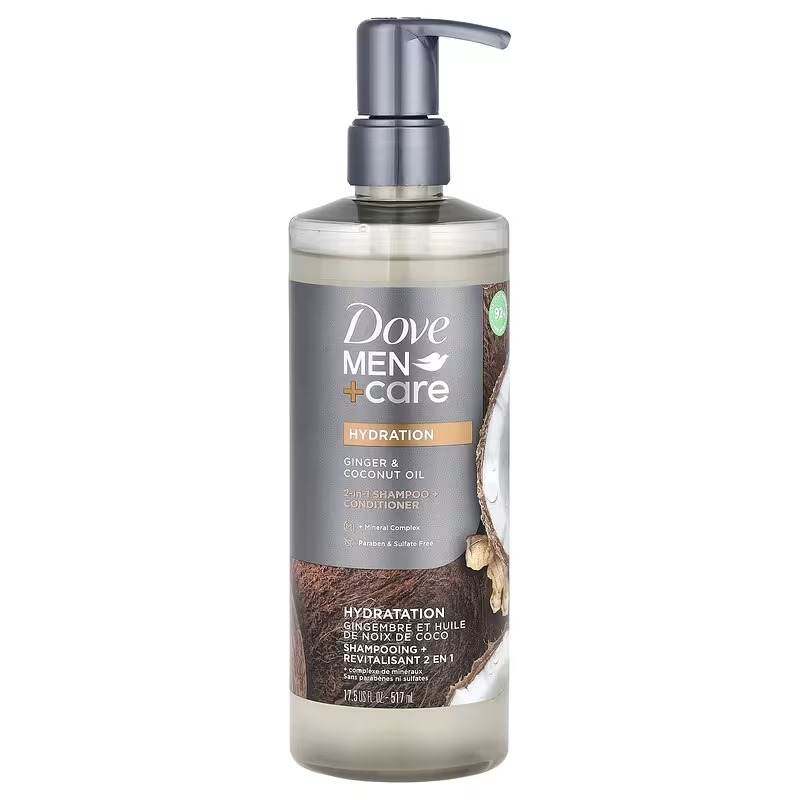 Dove
MEN
+care
HYDRATION
GINGER &
COCONUT OIL
2-in-1 SHAMPOO +
CONDITIONER
+ Mineral Complex
Paraben & Sulfate Free
HYDRATATION
GINGEMBRE ET HUILE
DE NOIX DE COCO
SHAMPOOING +
REVITALISANT 2 EN 1
+ complexe de minéraux
Sans parabènes ni sulfates
17.5 US FL OZ - 517 mL